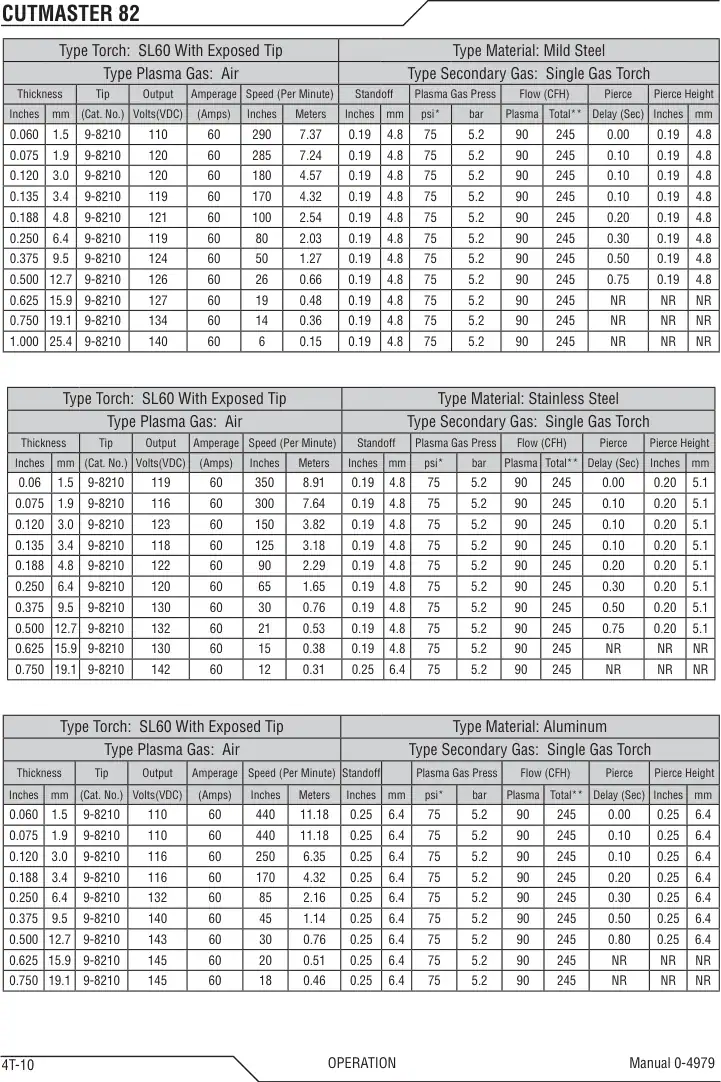 CUTMASTER 82
Type Torch: SL60 With Exposed Tip Type Material: Mild Steel
Type Plasma Gas: Air Type Secondary Gas: Single Gas Torch
Thickness Tip Output Amperage Speed (Per Minute) Standoff Plasma Gas Press Flow (CFH) Pierce Pierce Height
Inches mm (Cat. No.) Volts(VDC) (Amps) Inches Meters Inches mm psi* bar Plasma Total** Delay (Sec) Inches mm
0.060 1.5 9-8210 110 60 290 7.37 0.19 4.8 75 5.2 90 245 0.00 0.19 4.8
0.075 1.9 9-8210 120 60 285 7.24 0.19 4.8 75 5.2 90 245 0.10 0.19 4.8
0.120 3.0 9-8210 120 60 180 4.57 0.19 4.8 75 5.2 90 245 0.10 0.19 4.8
0.135 3.4 9-8210 119 60 170 4.32 0.19 4.8 75 5.2 90 245 0.10 0.19 4.8
0.188 4.8 9-8210 121 60 100 2.54 0.19 4.8 75 5.2 90 245 0.20 0.19 4.8
0.250 6.4 9-8210 119 60 80 2.03 0.19 4.8 75 5.2 90 245 0.30 0.19 4.8
0.375 9.5 9-8210 124 60 50 1.27 0.19 4.8 75 5.2 90 245 0.50 0.19 4.8
0.500 12.7 9-8210 126 60 26 0.66 0.19 4.8 75 5.2 90 245 0.75 0.19 4.8
0.625 15.9 9-8210 127 60 19 0.48 0.19 4.8 75 5.2 90 245 NR NR NR
0.750 19.1 9-8210 134 60 14 0.36 0.19 4.8 75 5.2 90 245 NR NR NR
1.000 25.4 9-8210 140 60 6 0.15 0.19 4.8 75 5.2 90 245 NR NR NR
Type Torch: SL60 With Exposed Tip Type Material: Stainless Steel
Type Plasma Gas: Air Type Secondary Gas: Single Gas Torch
Thickness Tip Output Amperage Speed (Per Minute) Standoff Plasma Gas Press Flow (CFH) Pierce Pierce Height
Inches mm (Cat. No.) Volts(VDC) (Amps) Inches Meters Inches mm psi* bar Plasma Total** Delay (Sec) Inches mm
0.06 1.5 9-8210 119 60 350 8.91 0.19 4.8 75 5.2 90 245 0.00 0.20 5.1
0.075 1.9 9-8210 116 60 300 7.64 0.19 4.8 75 5.2 90 245 0.10 0.20 5.1
0.120 3.0 9-8210 123 60 150 3.82 0.19 4.8 75 5.2 90 245 0.10 0.20 5.1
0.135 3.4 9-8210 118 60 125 3.18 0.19 4.8 75 5.2 90 245 0.10 0.20 5.1
0.188 4.8 9-8210 122 60 90 2.29 0.19 4.8 75 5.2 90 245 0.20 0.20 5.1
0.250 6.4 9-8210 120 60 65 1.65 0.19 4.8 75 5.2 90 245 0.30 0.20 5.1
0.375 9.5 9-8210 130 60 30 0.76 0.19 4.8 75 5.2 90 245 0.50 0.20 5.1
0.500 12.7 9-8210 132 60 21 0.53 0.19 4.8 75 5.2 90 245 0.75 0.20 5.1
0.625 15.9 9-8210 130 60 15 0.38 0.19 4.8 75 5.2 90 245 NR NR NR
0.750 19.1 9-8210 142 60 12 0.31 0.25 6.4 75 5.2 90 245 NR NR NR
Type Torch: SL60 With Exposed Tip Type Material: Aluminum
Type Plasma Gas: Air Type Secondary Gas: Single Gas Torch
Thickness Tip Output Amperage Speed (Per Minute) Standoff Plasma Gas Press Flow (CFH) Pierce Pierce Height
Inches mm (Cat. No.) Volts(VDC) (Amps) Inches Meters Inches mm psi* bar Plasma Total** Delay (Sec) Inches mm
0.060 1.5 9-8210 110 60 440 11.18 0.25 6.4 75 5.2 90 245 0.00 0.25 6.4
0.075 1.9 9-8210 110 60 440 11.18 0.25 6.4 75 5.2 90 245 0.10 0.25 6.4
0.120 3.0 9-8210 116 60 250 6.35 0.25 6.4 75 5.2 90 245 0.10 0.25 6.4
0.188 3.4 9-8210 116 60 170 4.32 0.25 6.4 75 5.2 90 245 0.20 0.25 6.4
0.250 6.4 9-8210 132 60 85 2.16 0.25 6.4 75 5.2 90 245 0.30 0.25 6.4
0.375 9.5 9-8210 140 60 45 1.14 0.25 6.4 75 5.2 90 245 0.50 0.25 6.4
0.500 12.7 9-8210 143 60 30 0.76 0.25 6.4 75 5.2 90 245 0.80 0.25 6.4
0.625 15.9 9-8210 145 60 20 0.51 0.25 6.4 75 5.2 90 245 NR NR NR
0.750 19.1 9-8210 145 60 18 0.46 0.25 6.4 75 5.2 90 245 NR NR NR
4T-10 OPERATION Manual 0-4979